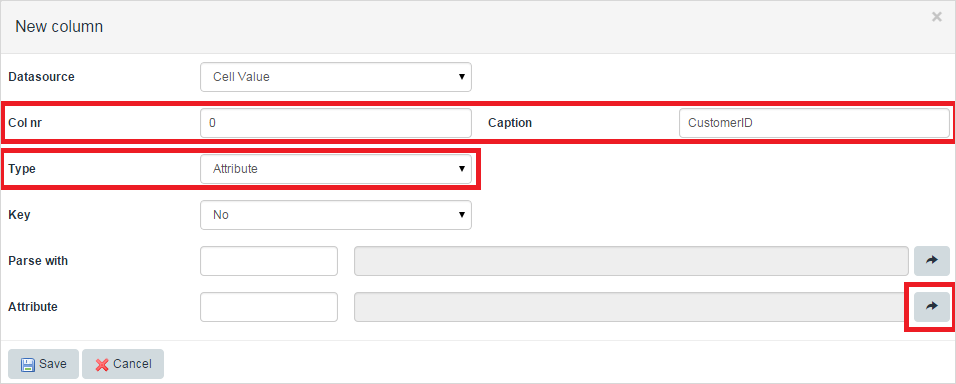 New column ×
Datasource Cell Value
Col nr 0 Caption CustomerID
Type Attribute
Key No
Parse with
Attribute
Save Cancel